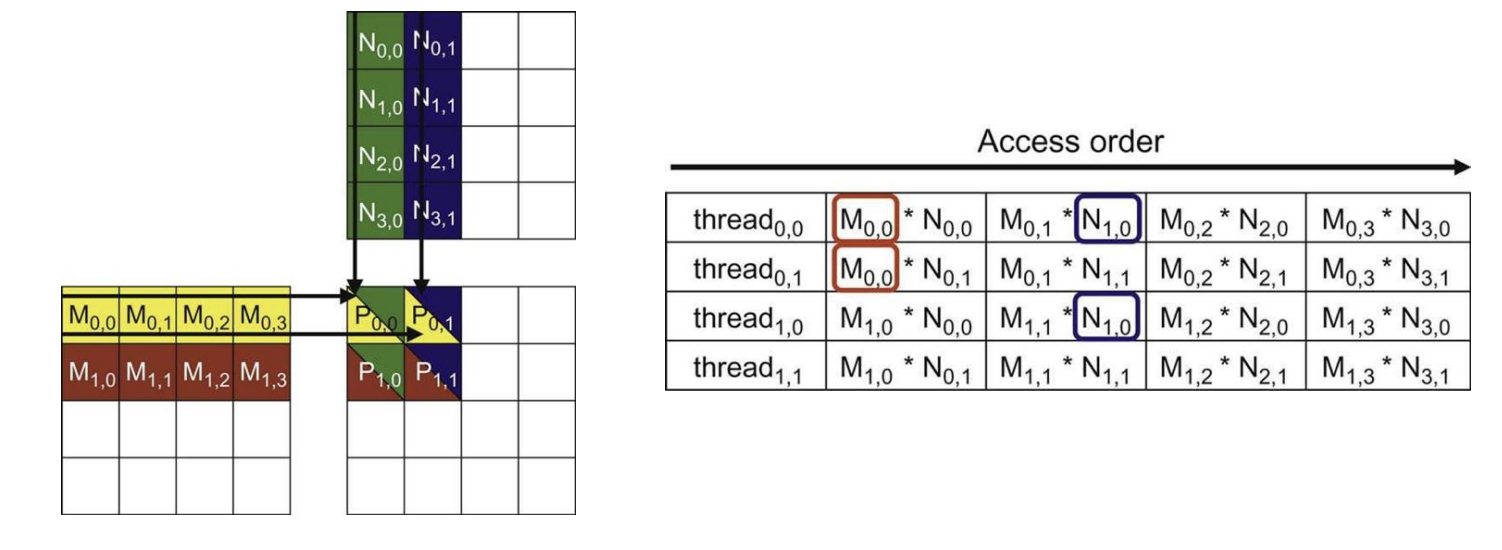 N0,0 N0,1
N1,0 N1,1
N2,0 N2,1
N3,0 N3,1
M0,0 M0,1 M0,2 M0,3 P0,0 P0,1
M1,0 M1,1 M1,2 M1,3 P1,0 P1,1
Access order
thread0,0 M0,0 * N0,0 M0,1 * N1,0 M0,2 * N2,0 M0,3 * N3,0
thread0,1 M0,0 * N0,1 M0,1 * N1,1 M0,2 * N2,1 M0,3 * N3,1
thread1,0 M1,0 * N0,0 M1,1 * N1,0 M1,2 * N2,0 M1,3 * N3,0
thread1,1 M1,0 * N0,1 M1,1 * N1,1 M1,2 * N2,1 M1,3 * N3,1